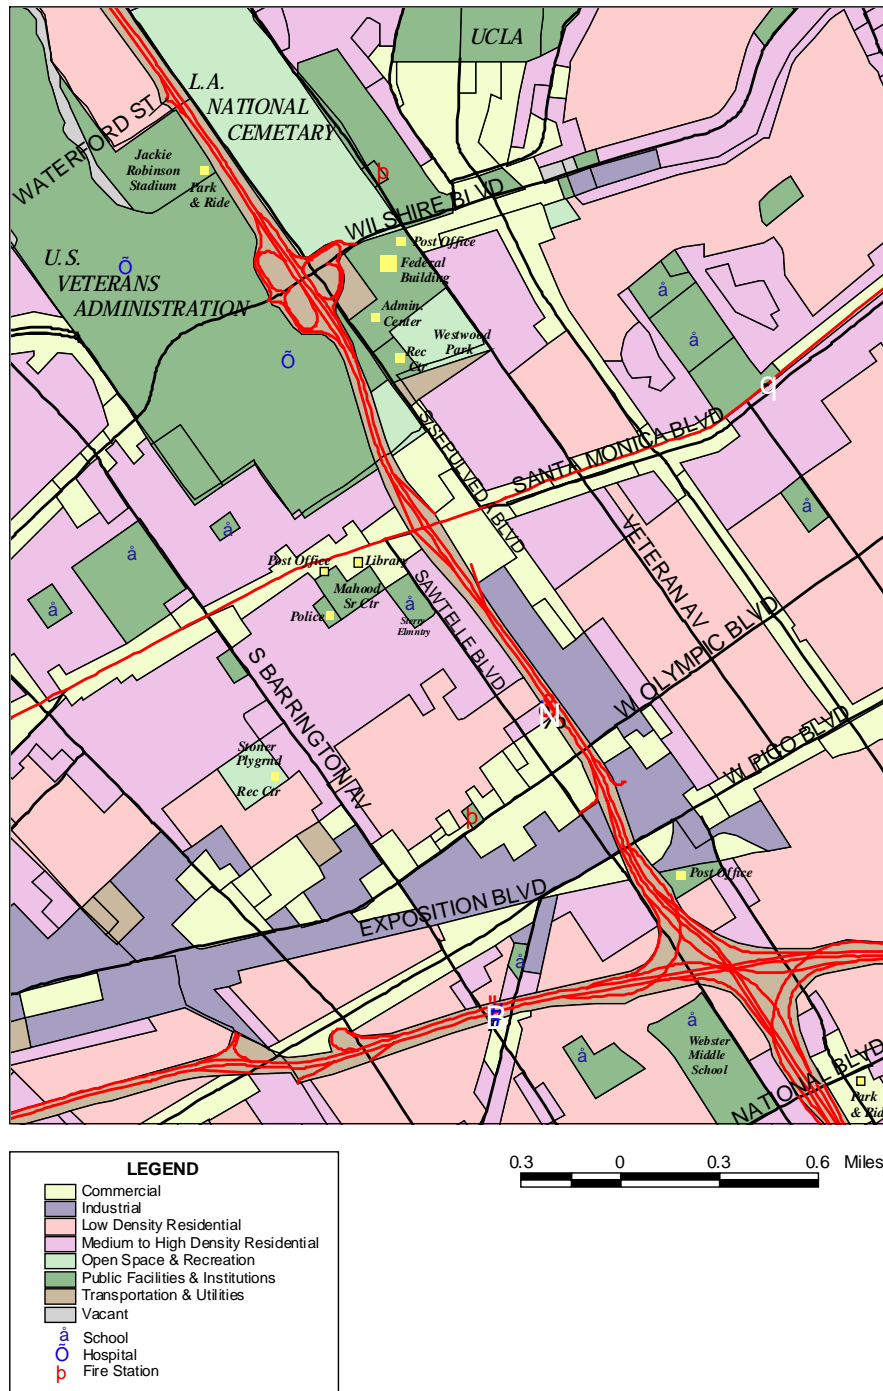 UCLA
L.A.
NATIONAL
CEMETARY
WATERFORD ST
Jackie
Robinson
Stadium
Park
& Ride
þ
WILSHIRE BLVD
Post Office
Federal
Building
U.S.
VETERANS
ADMINISTRATION
Õ
Admin.
Center
Westwood
Park
Rec
Ctr
Õ
å
å
q
S SEPULVEDA BLVD
SANTA MONICA BLVD
å
VETERAN AV
å
å
å
Post Office
Library
Mahood
Sr Ctr
Police
å
Sterry
Elmntry
SAWTELLE BLVD
S BARRINGTON AV
W OLYMPIC BLVD
N
W PICO BLVD
Stoner
Plygrnd
Rec Ctr
þ
Post Office
EXPOSITION BLVD
å
E
å
å
Webster
Middle
School
NATIONAL BLVD
Park
& Rid
LEGEND
Commercial
Industrial
Low Density Residential
Medium to High Density Residential
Open Space & Recreation
Public Facilities & Institutions
Transportation & Utilities
Vacant
å School
Õ Hospital
þ Fire Station
0.3 0 0.3 0.6 Miles